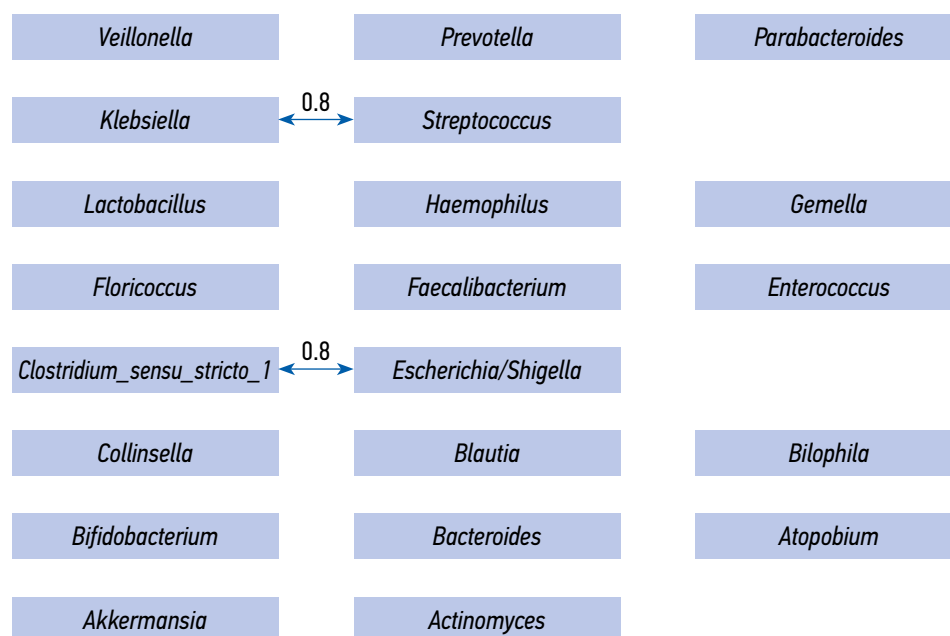 Veillonella
Prevotella
Parabacteroides
Klebsiella
0.8
Streptococcus
Lactobacillus
Haemophilus
Gemella
Floricoccus
Faecalibacterium
Enterococcus
Clostridium_sensu_stricto_1
0.8
Escherichia/Shigella
Collinsella
Blautia
Bilophila
Bifidobacterium
Bacteroides
Atopobium
Akkermansia
Actinomyces